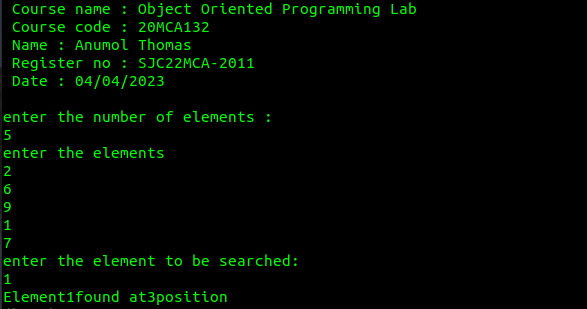 Course name : Object Oriented Programming Lab
Course code : 20MCA132
Name : Anumol Thomas
Register no : SJC22MCA-2011
Date : 04/04/2023
enter the number of elements :
5
enter the elements
2
6
9
1
7
enter the element to be searched:
1
Element1found at3position